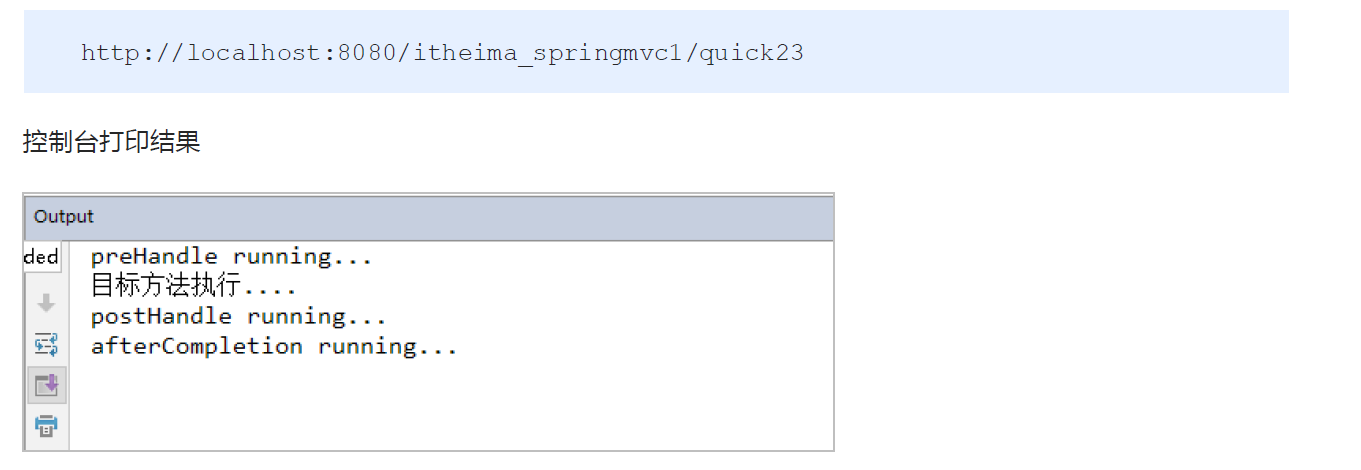 http://localhost:8080/itheima_springmvc1/quick23
控制台打印结果
Output
ded
preHandle running...
目标方法执行....
postHandle running...
afterCompletion running...